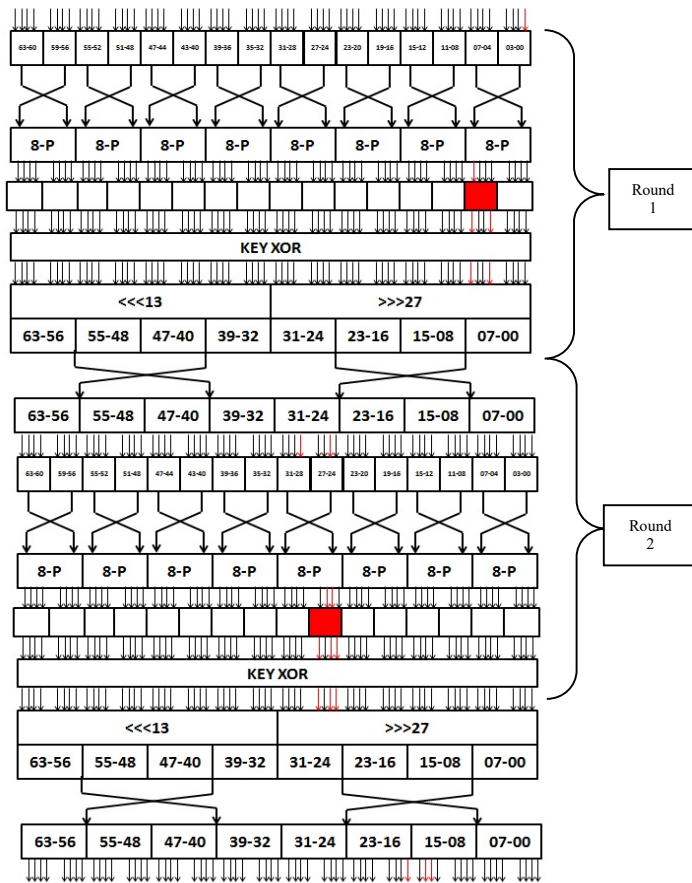 63-60 59-56 55-52 51-48 47-44 43-40 39-36 35-32 31-28 27-24 23-20 19-16 15-12 11-08 07-04 03-00
8-P 8-P 8-P 8-P 8-P 8-P 8-P 8-P
Round
1
KEY XOR
<<<13 >>>27
63-56 55-48 47-40 39-32 31-24 23-16 15-08 07-00
63-56 55-48 47-40 39-32 31-24 23-16 15-08 07-00
63-60 59-56 55-52 51-48 47-44 43-40 39-36 35-32 31-28 27-24 23-20 19-16 15-12 11-08 07-04 03-00
Round
2
8-P 8-P 8-P 8-P 8-P 8-P 8-P 8-P
KEY XOR
<<<13 >>>27
63-56 55-48 47-40 39-32 31-24 23-16 15-08 07-00
63-56 55-48 47-40 39-32 31-24 23-16 15-08 07-00